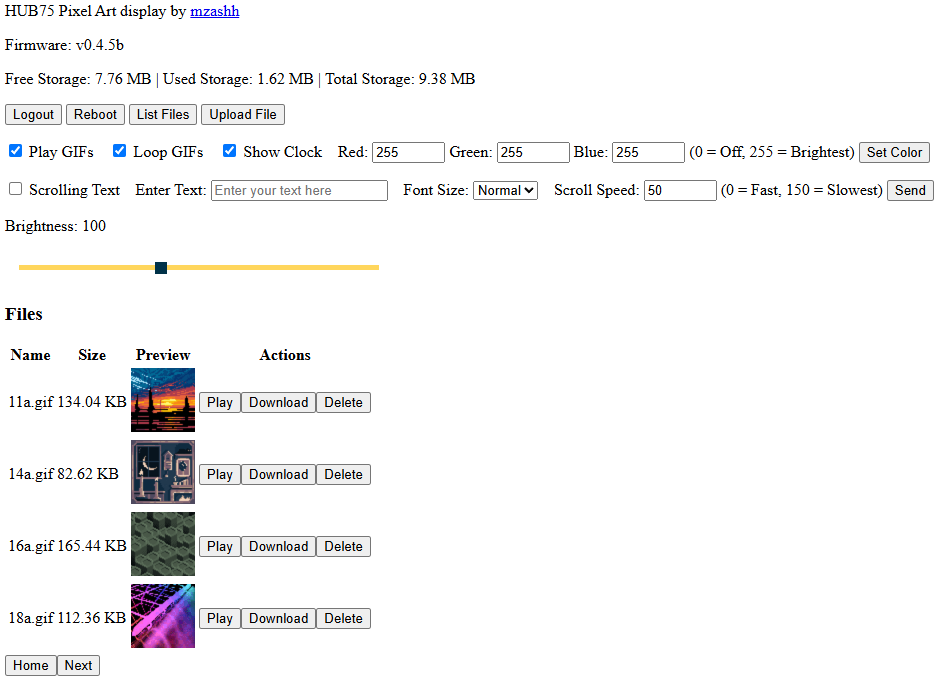 HUB75 Pixel Art display by mzashh
Firmware: v0.4.5b
Free Storage: 7.76 MB | Used Storage: 1.62 MB | Total Storage: 9.38 MB
Logout Reboot List Files Upload File
Play GIFs Loop GIFs Show Clock Red: 255 Green: 255 Blue: 255 (0 = Off, 255 = Brightest) Set Color
Scrolling Text Enter Text: Enter your text here Font Size: Normal Scroll Speed: 50 (0 = Fast, 150 = Slowest) Send
Brightness: 100
Files
Name Size Preview Actions
11a.gif 134.04 KB Play Download Delete
14a.gif 82.62 KB Play Download Delete
16a.gif 165.44 KB Play Download Delete
18a.gif 112.36 KB Play Download Delete
Home Next